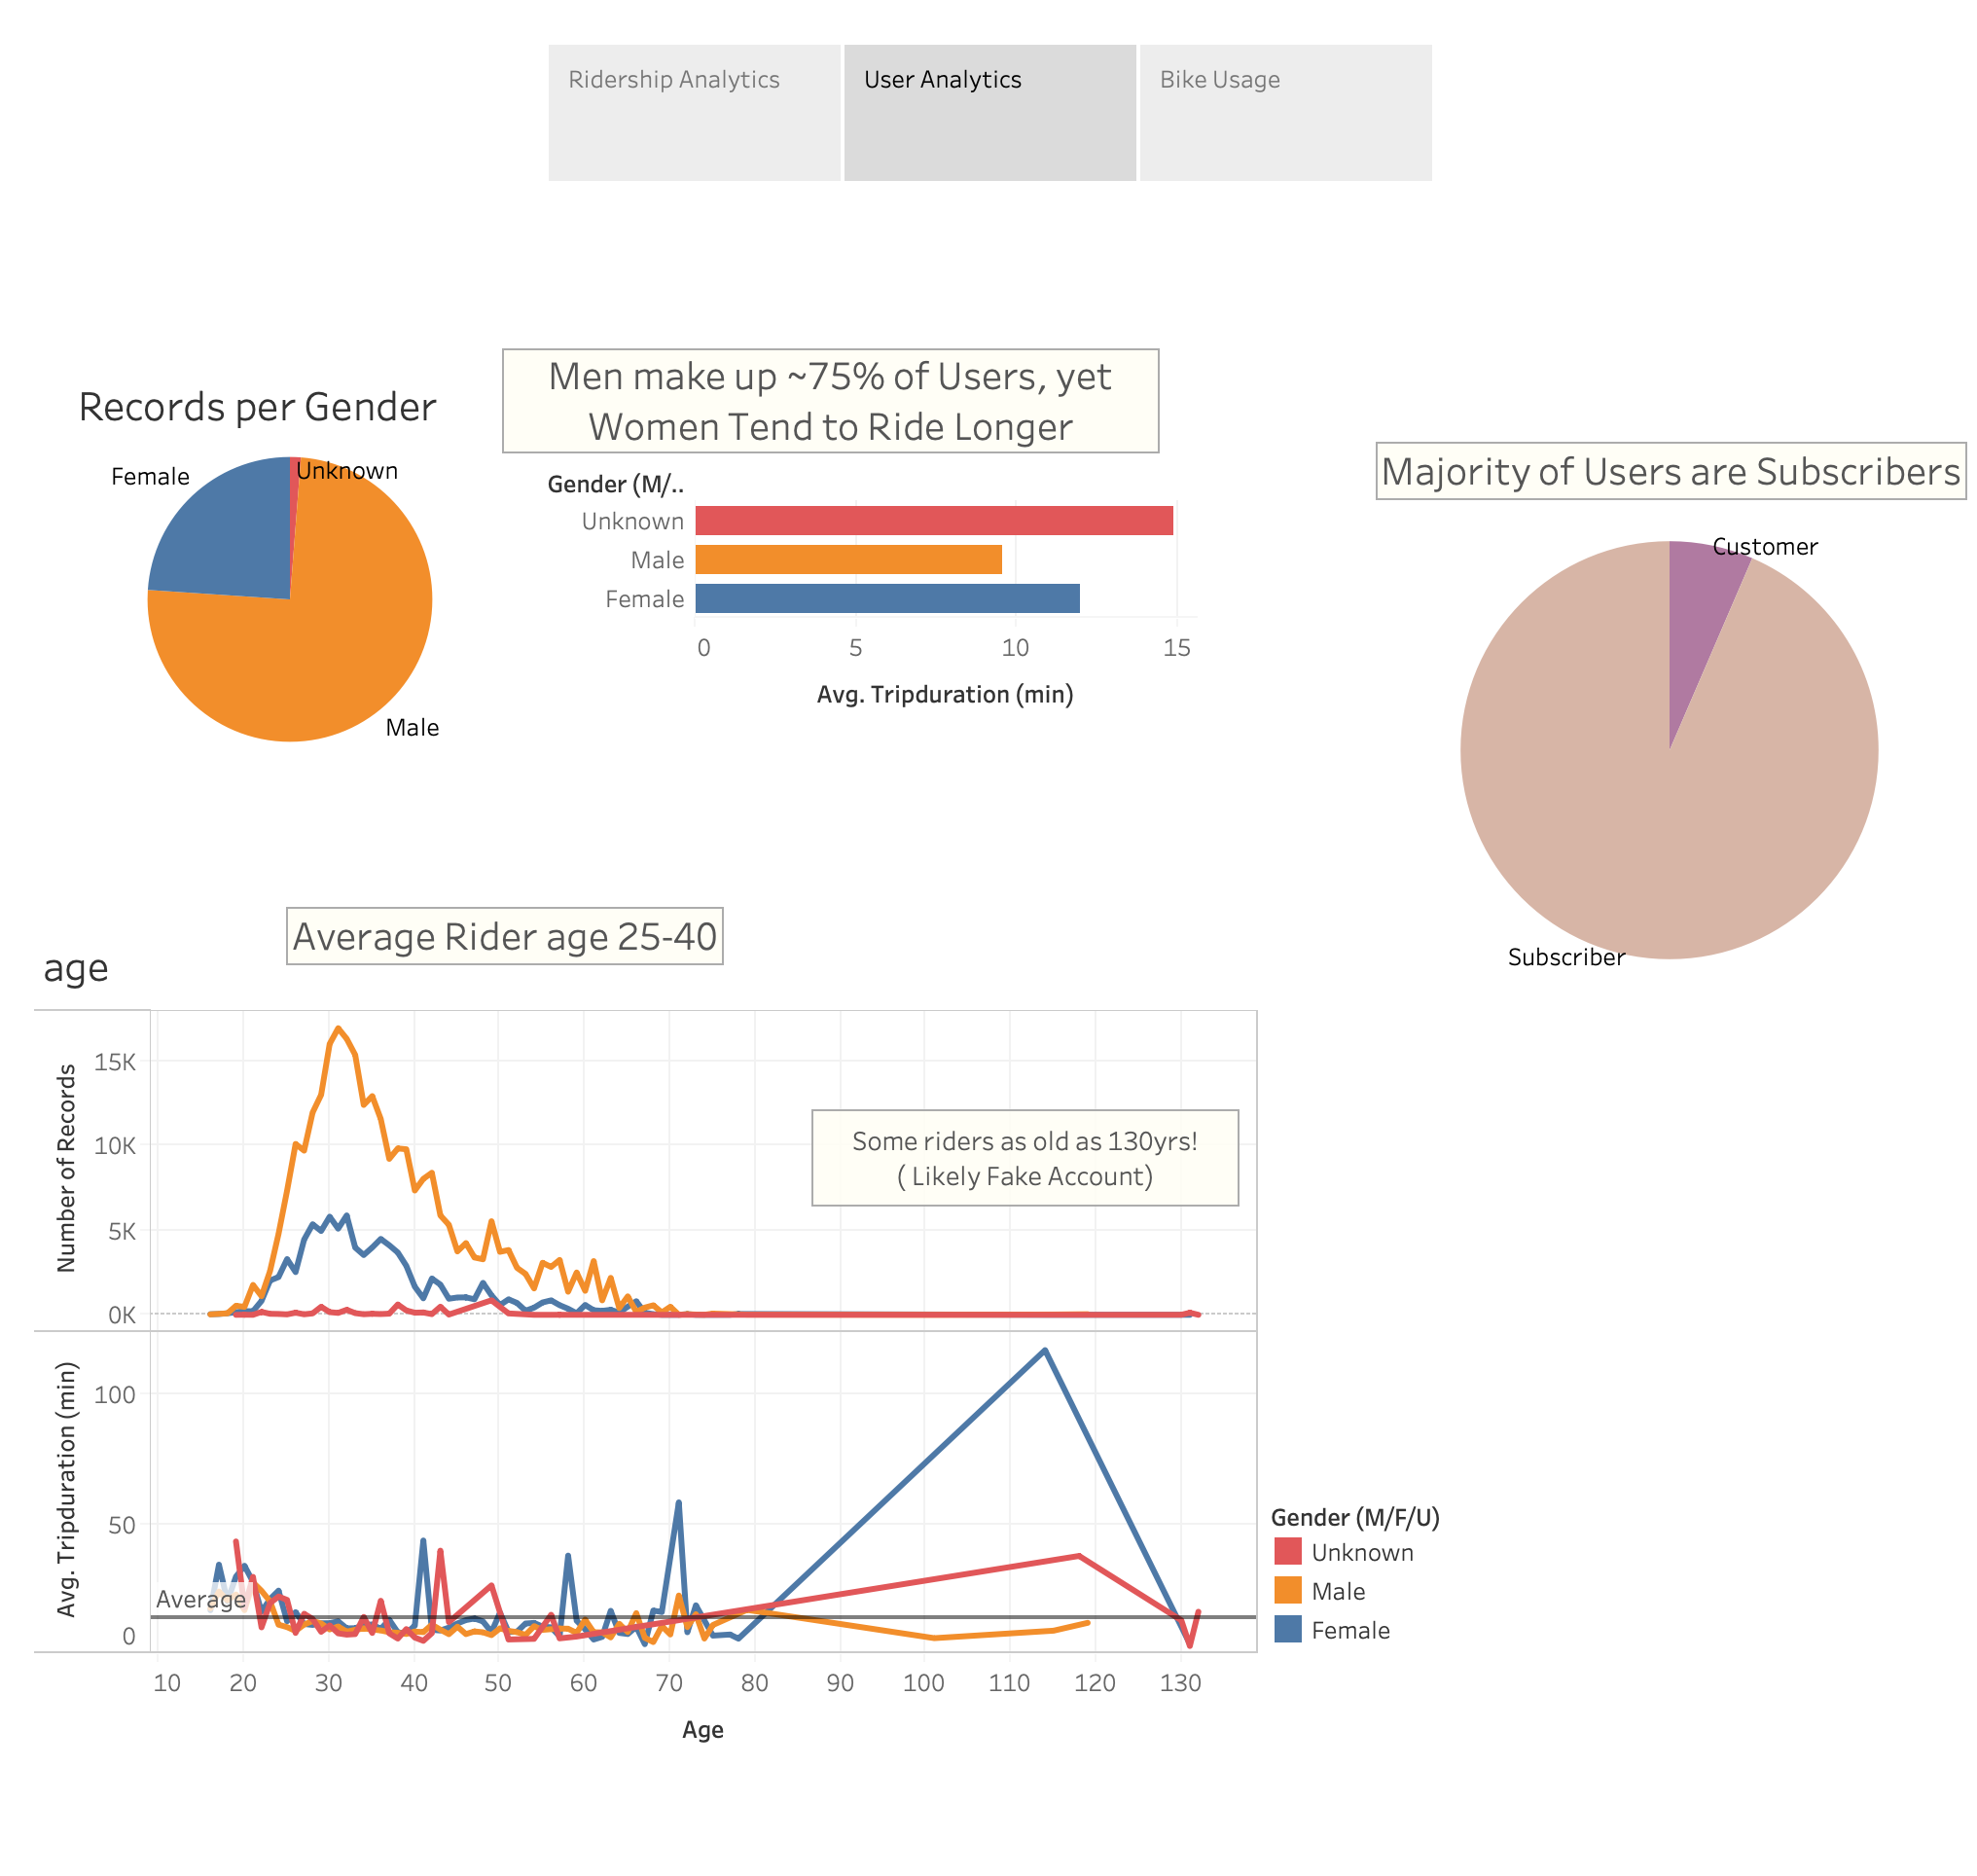 Ridership Analytics
User Analytics
Bike Usage
Records per Gender
Female
Unknown
Male
Men make up ~75% of Users, yet
Women Tend to Ride Longer
Gender (M/..
Unknown
Male
Female
0 5 10 15
Avg. Tripduration (min)
Majority of Users are Subscribers
Customer
Subscriber
Average Rider age 25-40
age
Number of Records
15K
10K
5K
0K
Some riders as old as 130yrs!
( Likely Fake Account)
Avg. Tripduration (min)
100
50
0
Average
10 20 30 40 50 60 70 80 90 100 110 120 130
Age
Gender (M/F/U)
Unknown
Male
Female